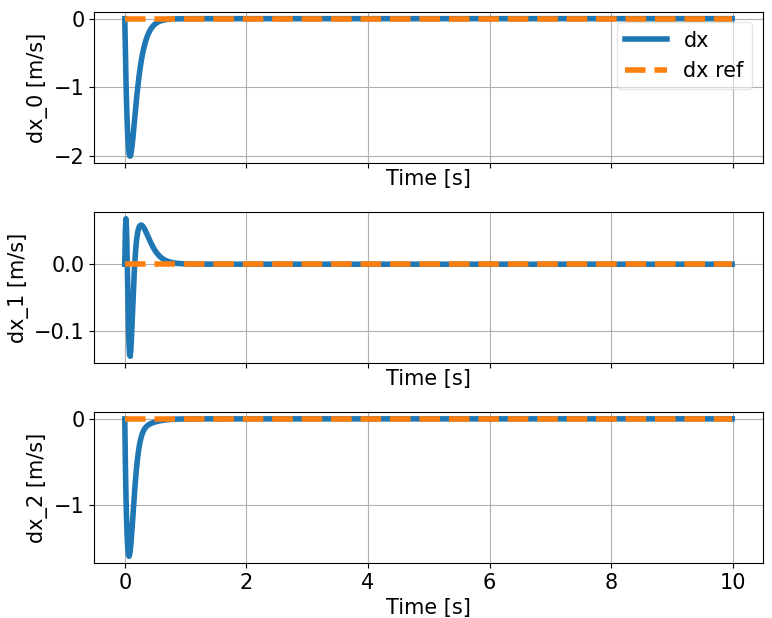 0
−1
−2
dx_0 [m/s]
dx
dx ref
Time [s]
0.0
−0.1
dx_1 [m/s]
Time [s]
0
−1
dx_2 [m/s]
0 2 4 6 8 10
Time [s]